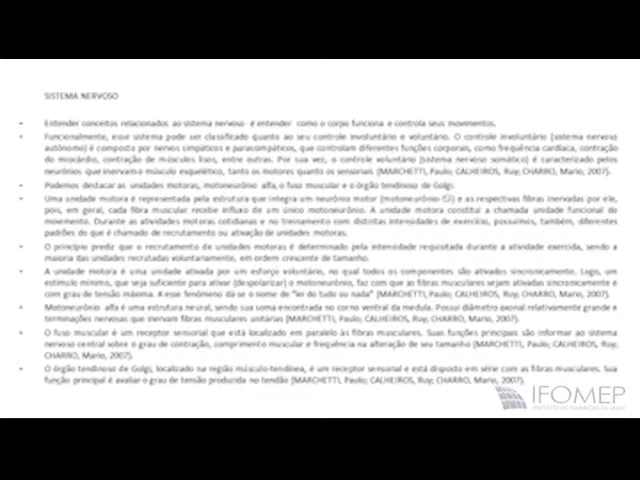 SISTEMA NERVOSO
• Entender conceitos relacionados ao sistema nervoso e entender como o corpo funciona e controla seus movimentos.
• Funcionalmente, esse sistema pode ser classificado quanto ao seu controle involuntário e voluntário. O controle involuntário (sistema nervoso
autônomo) é composto por nervos simpáticos e parassimpáticos, que controlam diferentes funções corporais, como frequência cardíaca, contração
do miocárdio, contração de músculos lisos, entre outras. Por sua vez, o controle voluntário (sistema nervoso somático) é caracterizado pelos
neurônios que inervam o músculo esquelético, tanto os motores quanto os sensoriais (MARCHETTI, Paulo; CALHEIROS, Ruy; CHARRO, Mario, 2007).
• Podemos destacar as unidades motoras, motoneurônio alfa, o fuso muscular e o órgão tendinoso de Golgi.
• Uma unidade motora é representada pela estrutura que integra um neurônio motor (motoneurônio) e as respectivas fibras inervadas por ele,
pois, em geral, cada fibra muscular recebe influxo de um único motoneurônio. A unidade motora constitui a chamada unidade funcional do
movimento. Durante as atividades motoras cotidianas e no treinamento com distintas intensidades de exercício, possuímos, também, diferentes
padrões do que é chamado de recrutamento ou ativação de unidades motoras.
• O princípio prediz que o recrutamento de unidades motoras é determinado pela intensidade requisitada durante a atividade exercida, sendo a
maioria das unidades recrutadas voluntariamente, em ordem crescente de tamanho.
• A unidade motora é uma unidade ativada por um esforço voluntário, no qual todos os componentes são ativados sincronicamente. Logo, um
estímulo mínimo, que seja suficiente para ativar (despolarizar) o motoneurônio, faz com que as fibras musculares sejam ativadas sincronicamente e
com grau de tensão máxima. A esse fenômeno dá-se o nome de "lei do tudo ou nada" (MARCHETTI, Paulo; CALHEIROS, Ruy; CHARRO, Mario, 2007).
• Motoneurônio alfa é uma estrutura neural, sendo sua soma encontrada no corno ventral da medula. Possui diâmetro axonal relativamente grande e
terminações nervosas que inervam fibras musculares unitárias (MARCHETTI, Paulo; CALHEIROS, Ruy; CHARRO, Mario, 2007).
• O fuso muscular é um receptor sensorial que está localizado em paralelo às fibras musculares. Suas funções principais são informar ao sistema
nervoso central sobre o grau de contração, comprimento muscular e frequência na alteração de seu tamanho (MARCHETTI, Paulo; CALHEIROS, Ruy;
CHARRO, Mario, 2007).
• O órgão tendinoso de Golgi, localizado na região músculo-tendínea, é um receptor sensorial e está disposto em série com as fibras musculares. Sua
função principal é avaliar o grau de tensão produzida no tendão (MARCHETTI, Paulo; CALHEIROS, Ruy; CHARRO, Mario, 2007).
IFOMEP